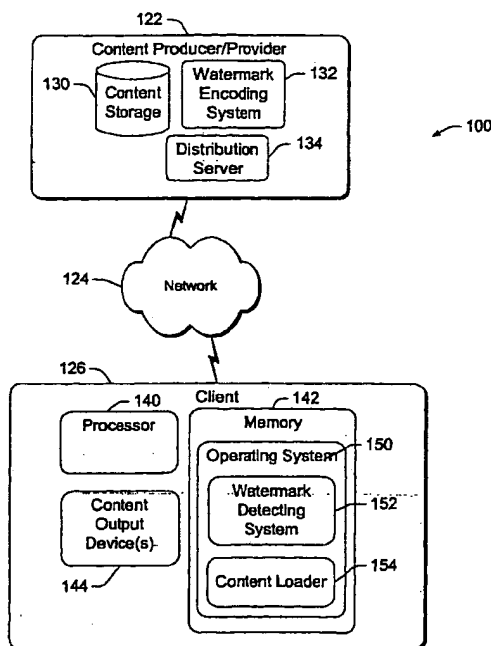 122
Content Producer/Provider
130
Content
Storage
Watermark
Encoding
System
132
Distribution
Server
134
100
124
Network
126
Client
140
Processor
142
Memory
Operating System
150
Watermark
Detecting
System
152
Content
Output
Device(s)
144
Content Loader
154